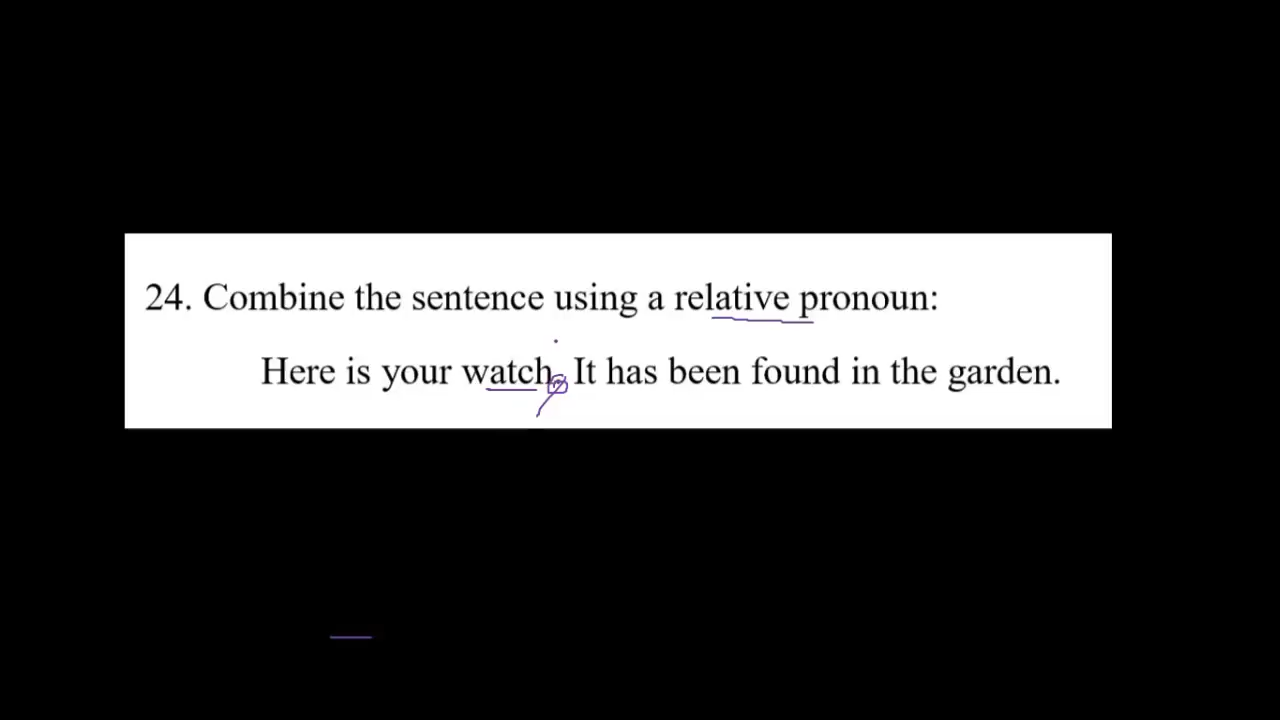 24. Combine the sentence using a relative pronoun:
Here is your watch. It has been found in the garden.